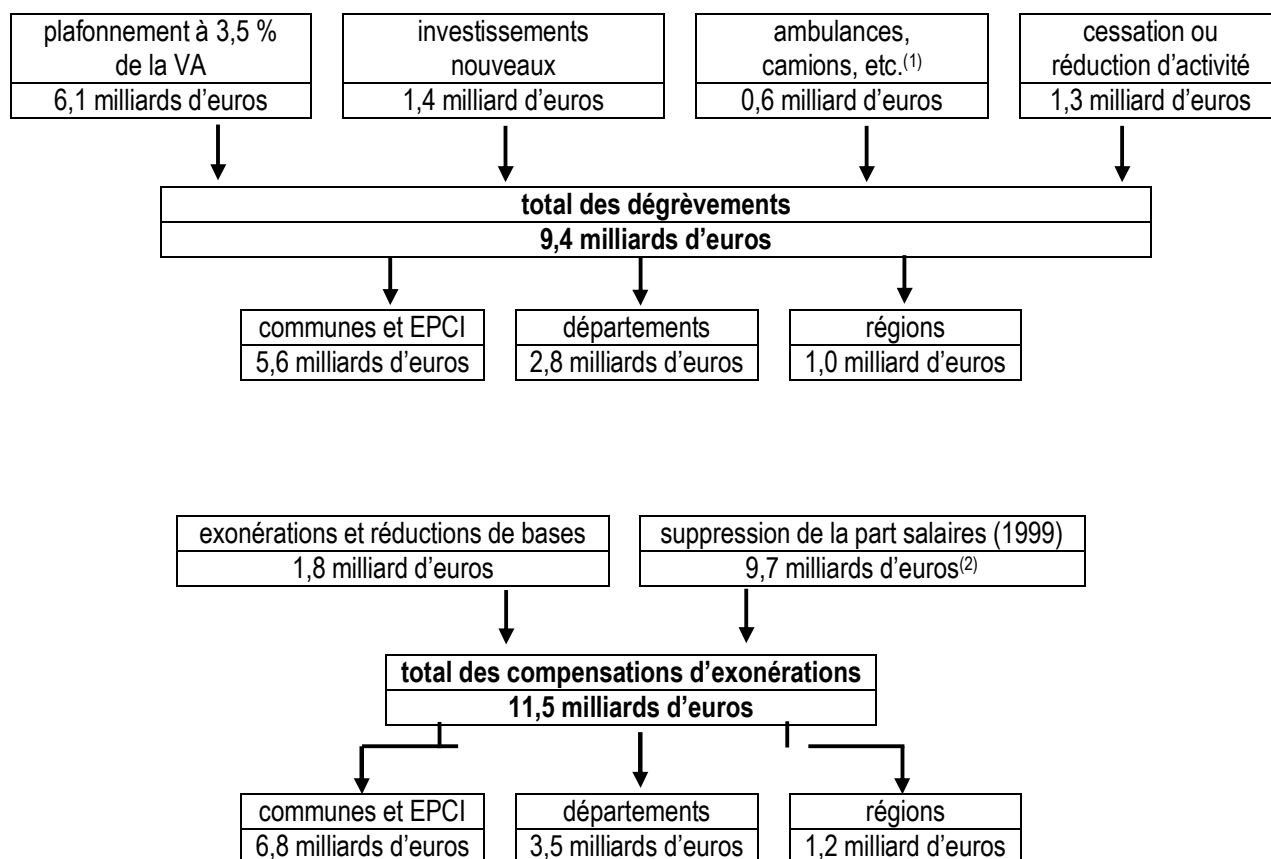 plafonnement à 3,5 %
de la VA
6,1 milliards d’euros
investissements
nouveaux
1,4 milliard d’euros
ambulances,
camions, etc.(1)
0,6 milliard d’euros
cessation ou
réduction d’activité
1,3 milliard d’euros
total des dégrèvements
9,4 milliards d’euros
communes et EPCI
5,6 milliards d’euros
départements
2,8 milliards d’euros
régions
1,0 milliard d’euros
exonérations et réductions de bases
1,8 milliard d’euros
suppression de la part salaires (1999)
9,7 milliards d’euros(2)
total des compensations d’exonérations
11,5 milliards d’euros
communes et EPCI
6,8 milliards d’euros
départements
3,5 milliards d’euros
régions
1,2 milliard d’euros